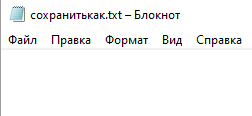 сохранитькак.txt – Блокнот
Файл Правка Формат Вид Справка